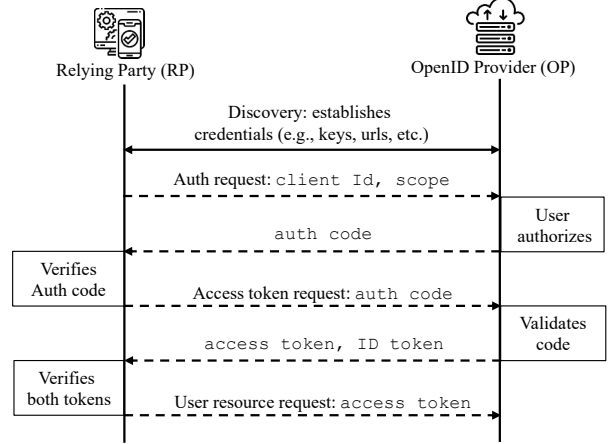 Relying Party (RP)
OpenID Provider (OP)
Discovery: establishes
credentials (e.g., keys, urls, etc.)
Auth request: client Id, scope
User
authorizes
auth code
Verifies
Auth code
Access token request: auth code
Validates
code
access token, ID token
Verifies
both tokens
User resource request: access token